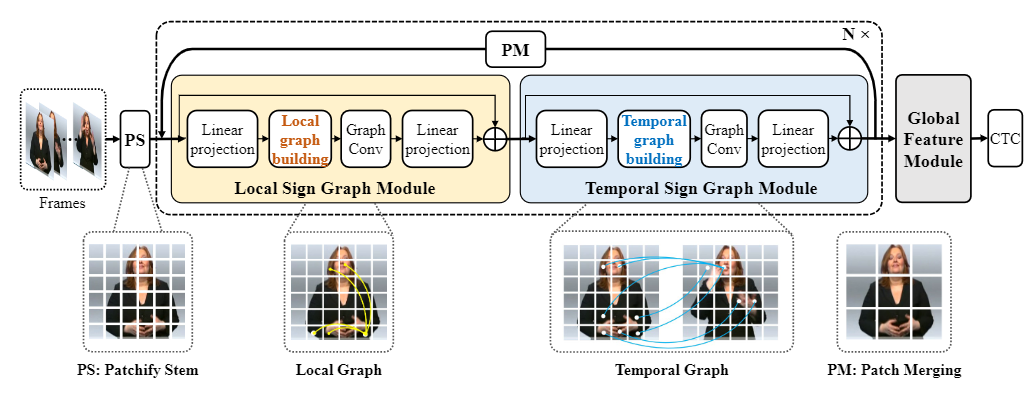 N ×
PM
Frames
PS
Linear
projection
Local
graph
building
Graph
Conv
Linear
projection
Local Sign Graph Module
Linear
projection
Temporal
graph
building
Graph
Conv
Linear
projection
Temporal Sign Graph Module
Global
Feature
Module
CTC
PS: Patchify Stem
Local Graph
Temporal Graph
PM: Patch Merging